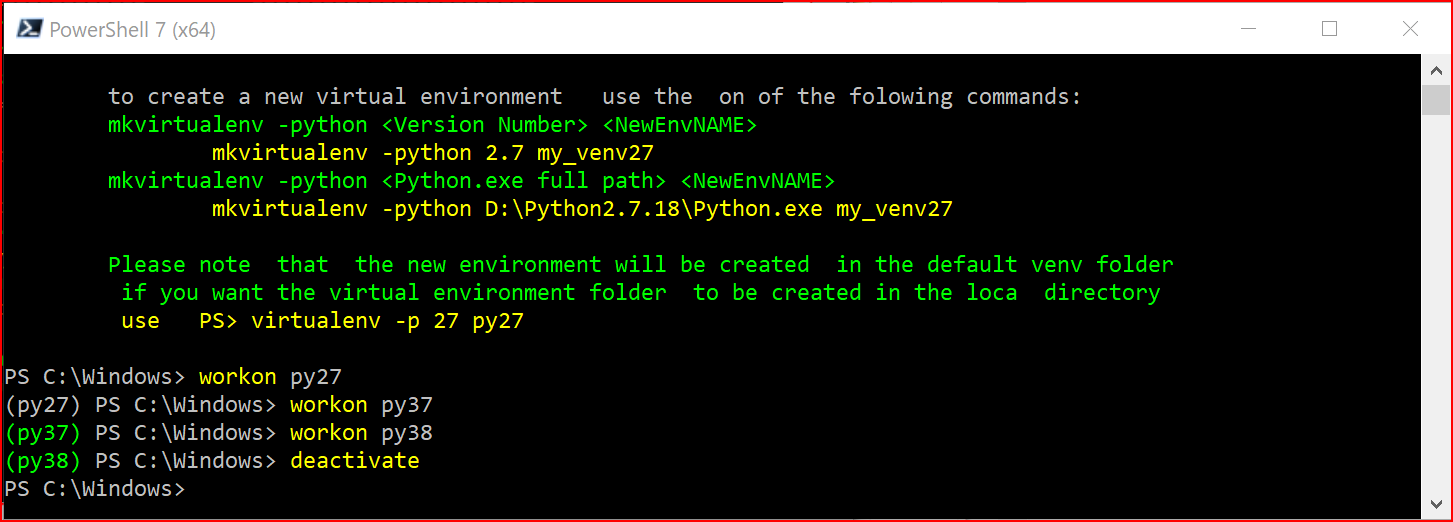 PowerShell 7 (x64)
to create a new virtual environment   use the  on of the folowing commands:
mkvirtualenv -python <Version Number> <NewEnvNAME>
mkvirtualenv -python 2.7 my_venv27
mkvirtualenv -python <Python.exe full path> <NewEnvNAME>
mkvirtualenv -python D:\Python2.7.18\Python.exe my_venv27
Please note  that  the new environment will be created  in the default venv folder
if you want the virtual environment folder  to be created in the loca  directory
use   PS> virtualenv -p 27 py27
PS C:\Windows> workon py27
(py27) PS C:\Windows> workon py37
(py37) PS C:\Windows> workon py38
(py38) PS C:\Windows> deactivate
PS C:\Windows>